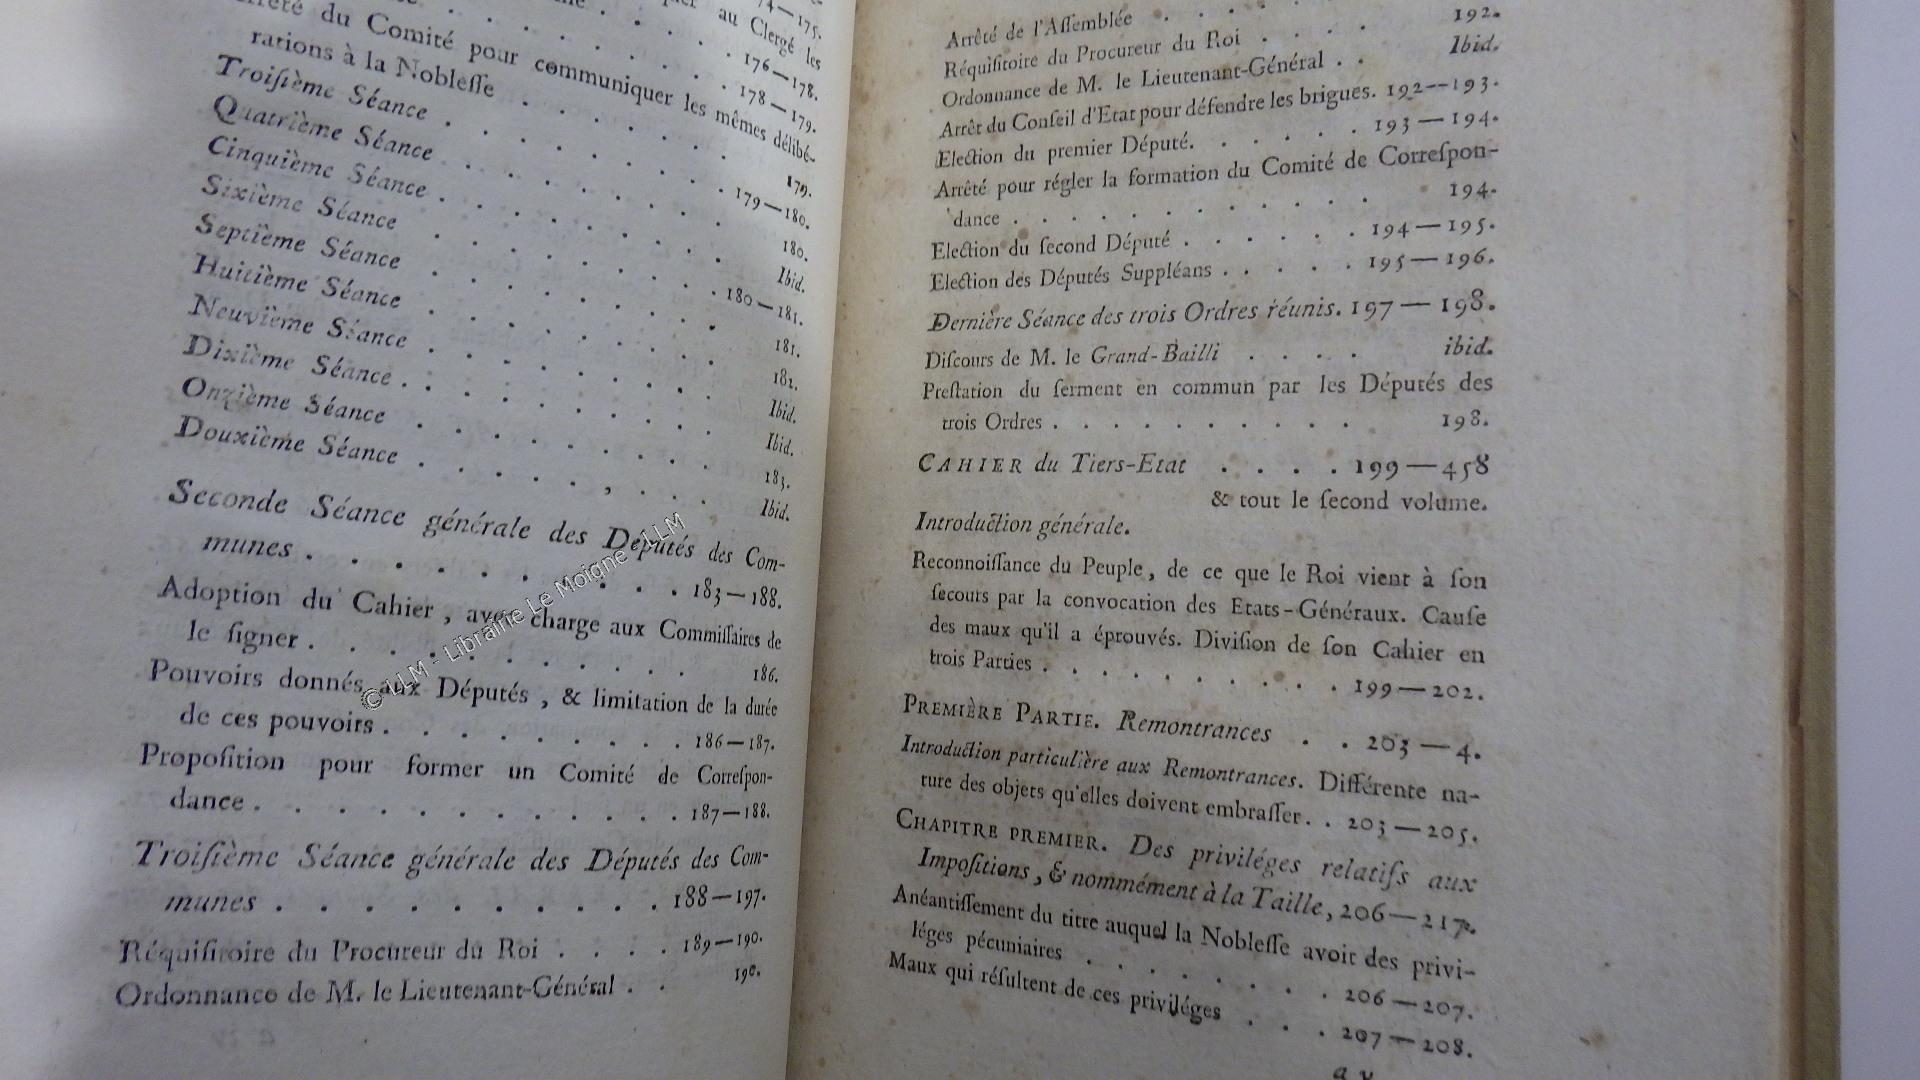 74—175.
au Clergé les
176—178.
du Comité pour communiquer les mêmes délibé-
rations à la Nobleſſe . . . . . . 178—179.
179.
Troiſième Séance . . . . . . . 179—180.
Quatrième Séance . . . . . . . 180.
Cinquième Séance . . . . . . . Ibid.
Sixième Séance . . . . . . . 180—181.
Septième Séance . . . . . . . 181.
Huitième Séance . . . . . . . 182.
Neuvième Séance . . . . . . . Ibid.
Dixième Séance . . . . . . . . Ibid.
Onzième Séance . . . . . . . 183.
Douxième Séance . . . . . , . . . Ibid.
Seconde Séance générale des Députés des Com-
munes . . . . . . . . . . 183—188.
Adoption du Cahier, avec charge aux Commiſſaires de
le ſigner . . . . . . . . . . 186.
Pouvoirs donnés aux Députés, & limitation de la durée
de ces pouvoirs . . . . . . . . . 186—187.
Propoſition pour former un Comité de Correſpon-
dance . . . . . . . . . . . 187—188.
Troiſième Séance générale des Députés des Com-
munes . . . . . . . . . . 188—197.
Réquiſitoire du Procureur du Roi . . . . 189—190.
Ordonnance de M. le Lieutenant-Général . . 190.
© LLM - Librairie Le Moigne - LLM
Arrêté de l'Aſſemblée . . . . 192.
Réquiſitoire du Procureur du Roi . . . . Ibid.
Ordonnance de M. le Lieutenant-Général . .
Arrêt du Conſeil d'Etat pour défendre les brigues. 192—193.
Election du premier Député. . . . . . 193—194.
Arrêté pour régler la formation du Comité de Correſpon-
dance . . . . . . . . . . . . 194.
Election du ſecond Député . . . . . . 194—195.
Election des Députés Suppléans . . . . . 195—196.
Dernière Séance des trois Ordres réunis. 197—198.
Diſcours de M. le Grand-Bailli . . . . ibid.
Preſtation du ſerment en commun par les Députés des
trois Ordres . . . . . . . . . . . 198.
CAHIER du Tiers-Etat . . . . 199—458
& tout le ſecond volume.
Introduction générale.
Reconnoiſſance du Peuple, de ce que le Roi vient à ſon
ſecours par la convocation des Etats-Généraux. Cauſe
des maux qu'il a éprouvés. Diviſion de ſon Cahier en
trois Parties . . . . . . . . . . 199—202.
PREMIÈRE PARTIE. Remontrances . . 203—4.
Introduction particulière aux Remontrances. Différente na-
ture des objets qu'elles doivent embraſſer. . 203—205.
CHAPITRE PREMIER. Des priviléges relatifs aux
Impoſitions, & nommément à la Taille, 206—217.
Anéantiſſement du titre auquel la Nobleſſe avoit des privi-
léges pécuniaires . . . . . . . . 206—207.
Maux qui réſultent de ces priviléges . . . 207—208.
a v